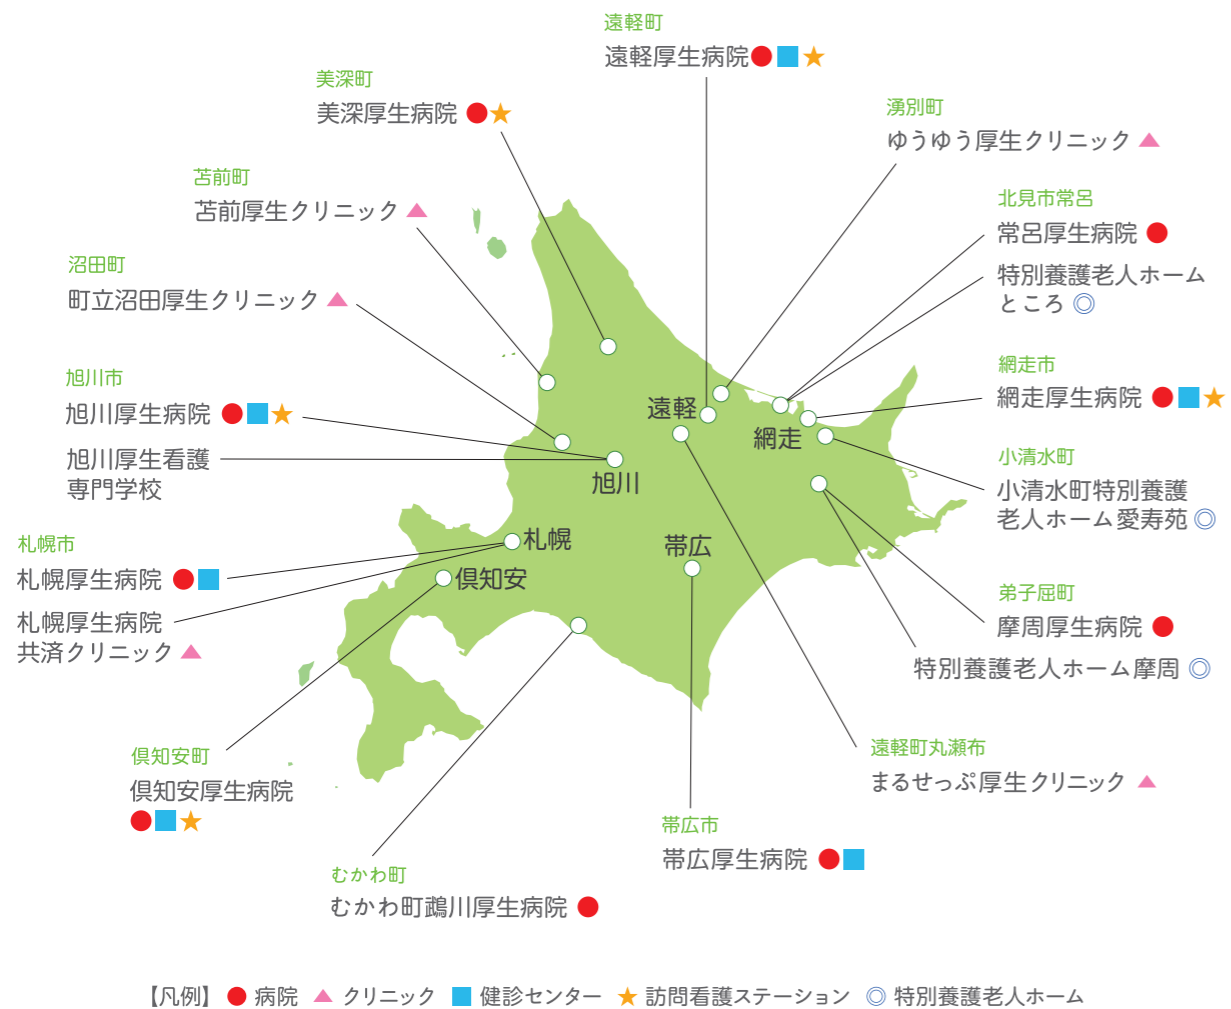 遠軽町
遠軽厚生病院●■★
美深町
美深厚生病院 ●★
湧別町
ゆうゆう厚生クリニック ▲
苫前町
苫前厚生クリニック ▲
北見市常呂
常呂厚生病院 ●
特別養護老人ホーム
ところ ◎
沼田町
町立沼田厚生クリニック ▲
網走市
網走厚生病院 ●■★
旭川市
旭川厚生病院 ●■★
旭川厚生看護
専門学校
小清水町
小清水町特別養護
老人ホーム愛寿苑 ◎
遠軽
網走
旭川
札幌
帯広
倶知安
札幌市
札幌厚生病院 ●■
札幌厚生病院
共済クリニック ▲
弟子屈町
摩周厚生病院 ●
特別養護老人ホーム摩周 ◎
倶知安町
倶知安厚生病院
●■★
遠軽町丸瀬布
まるせっぷ厚生クリニック ▲
帯広市
帯広厚生病院 ●■
むかわ町
むかわ町鵡川厚生病院 ●
【凡例】 ● 病院 ▲ クリニック ■ 健診センター ★ 訪問看護ステーション ◎ 特別養護老人ホーム